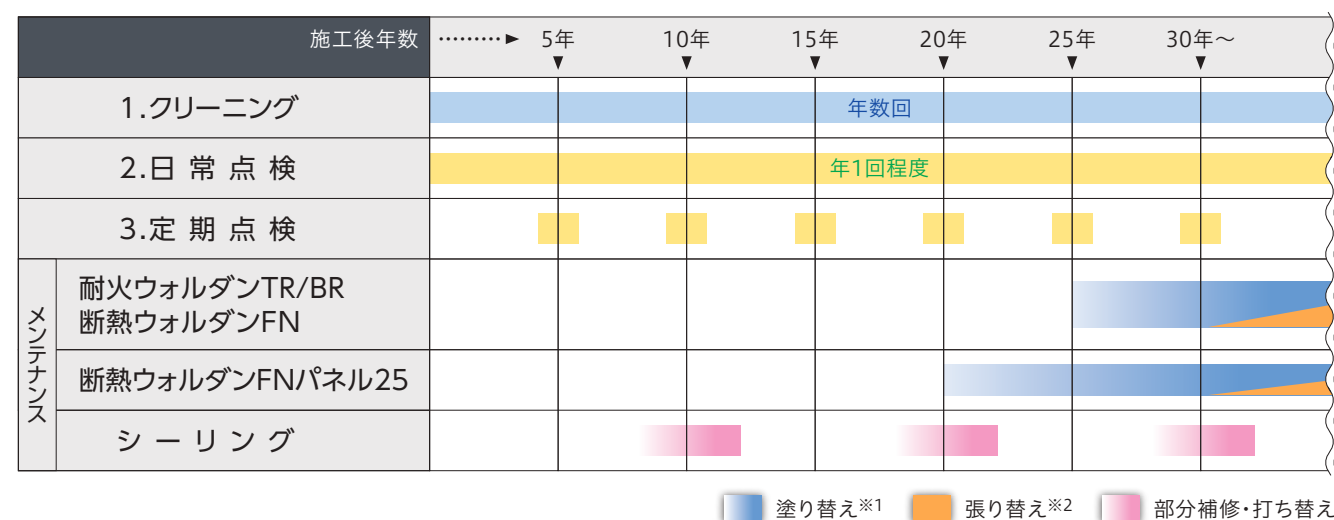 施工後年数 ………► 5年 10年 15年 20年 25年 30年～
▼ ▼ ▼ ▼ ▼ ▼
1.クリーニング 年数回
2.日常点検 年1回程度
3.定期点検
メンテナンス
耐火ウォルダンTR/BR
断熱ウォルダンFN
断熱ウォルダンFNパネル25
シーリング
塗り替え※1 張り替え※2 部分補修・打ち替え